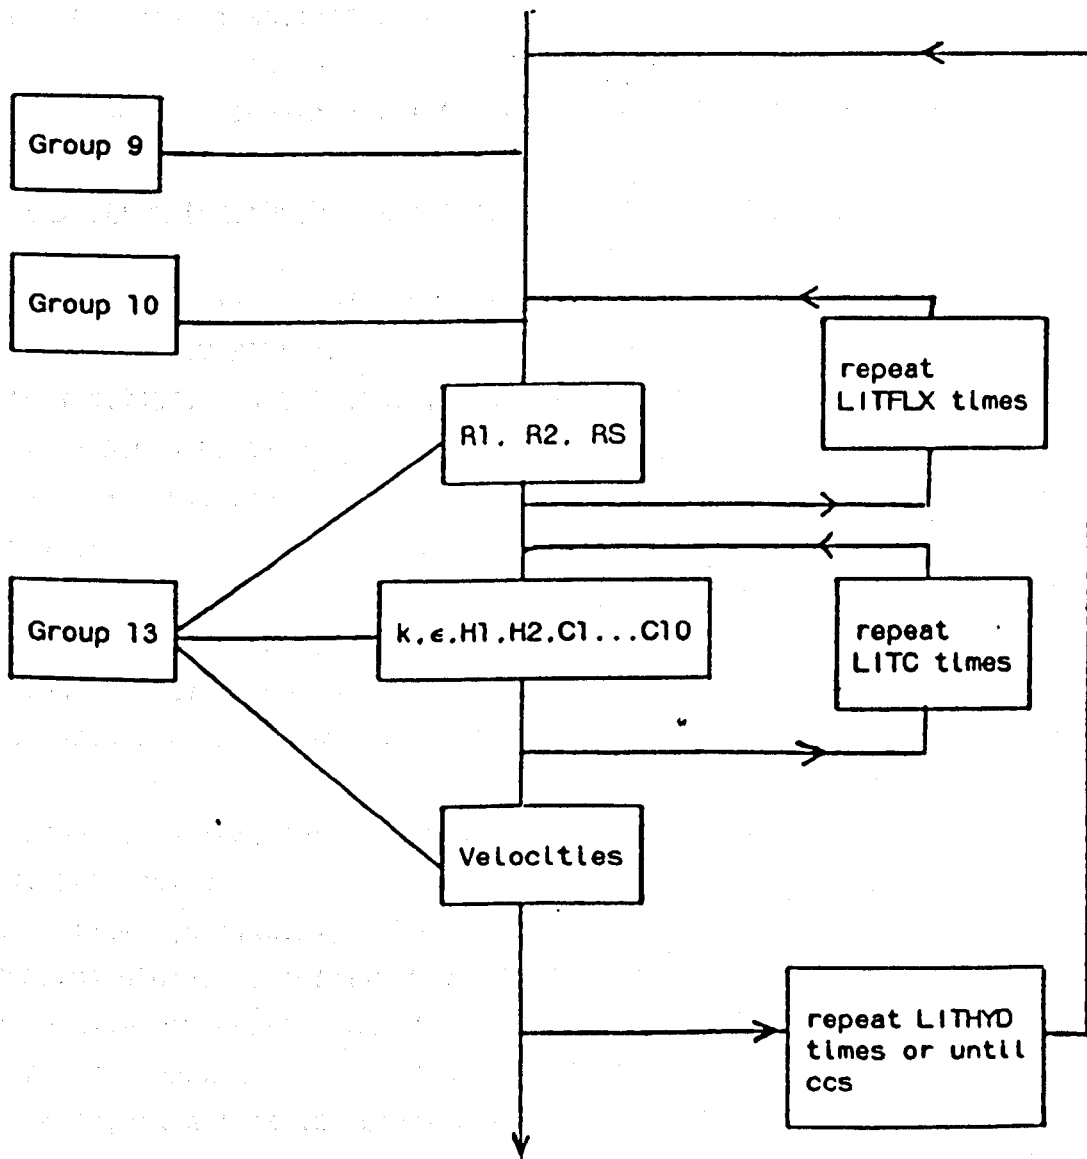 Group 9
Group 10
repeat
LITFLX times
R1. R2. RS
Group 13
k.ϵ.H1.H2.C1...C10
repeat
LITC times
Velocities
repeat LITHYD
times or until
ccs